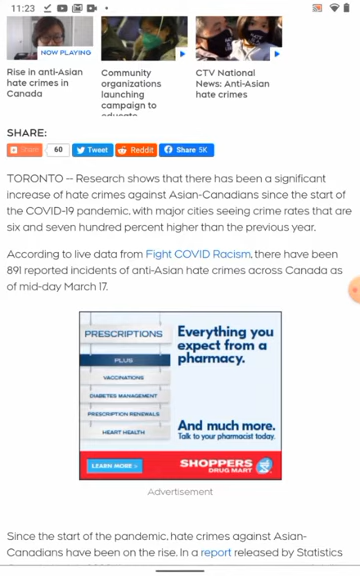 11:23
NOW PLAYING
Rise in anti-Asian
hate crimes in
Canada
Community
organizations
launching
campaign to
educate
CTV National
News: Anti-Asian
hate crimes
SHARE:
Share
60
Tweet
Reddit
Share 5K
TORONTO -- Research shows that there has been a significant
increase of hate crimes against Asian-Canadians since the start of
the COVID-19 pandemic, with major cities seeing crime rates that are
six and seven hundred percent higher than the previous year.
According to live data from Fight COVID Racism, there have been
891 reported incidents of anti-Asian hate crimes across Canada as
of mid-day March 17.
PRESCRIPTIONS
PLUS
VACCINATIONS
DIABETES MANAGEMENT
PRESCRIPTION RENEWALS
HEART HEALTH
Everything you
expect from a
pharmacy.
And much more.
Talk to your pharmacist today.
LEARN MORE >
SHOPPERS
DRUG MART
Advertisement
Since the start of the pandemic, hate crimes against Asian-
Canadians have been on the rise. In a report released by Statistics